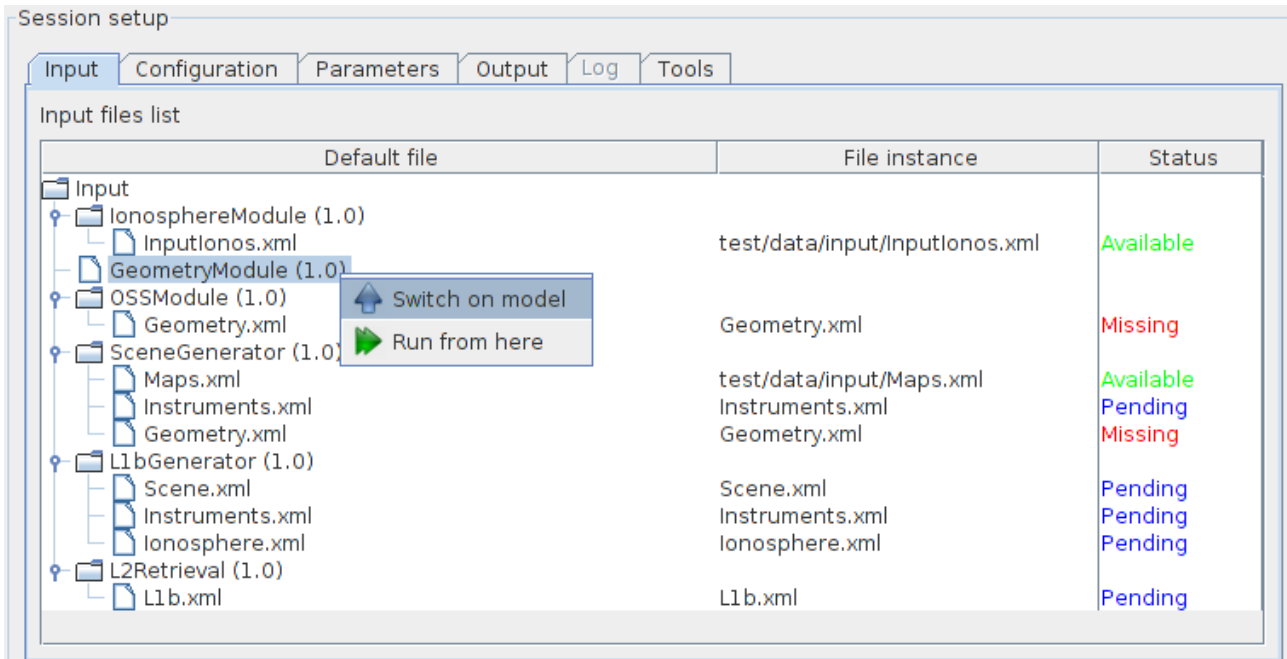 Session setup
Input Configuration Parameters Output Log Tools
Input files list
Default file File instance Status
Input
IonosphereModule (1.0)
InputIonos.xml test/data/input/InputIonos.xml Available
GeometryModule (1.0)
Switch on model
OSSModule (1.0)
Geometry.xml Geometry.xml Missing
Run from here
SceneGenerator (1.0)
Maps.xml test/data/input/Maps.xml Available
Instruments.xml Instruments.xml Pending
Geometry.xml Geometry.xml Missing
L1bGenerator (1.0)
Scene.xml Scene.xml Pending
Instruments.xml Instruments.xml Pending
Ionosphere.xml Ionosphere.xml Pending
L2Retrieval (1.0)
L1b.xml L1b.xml Pending